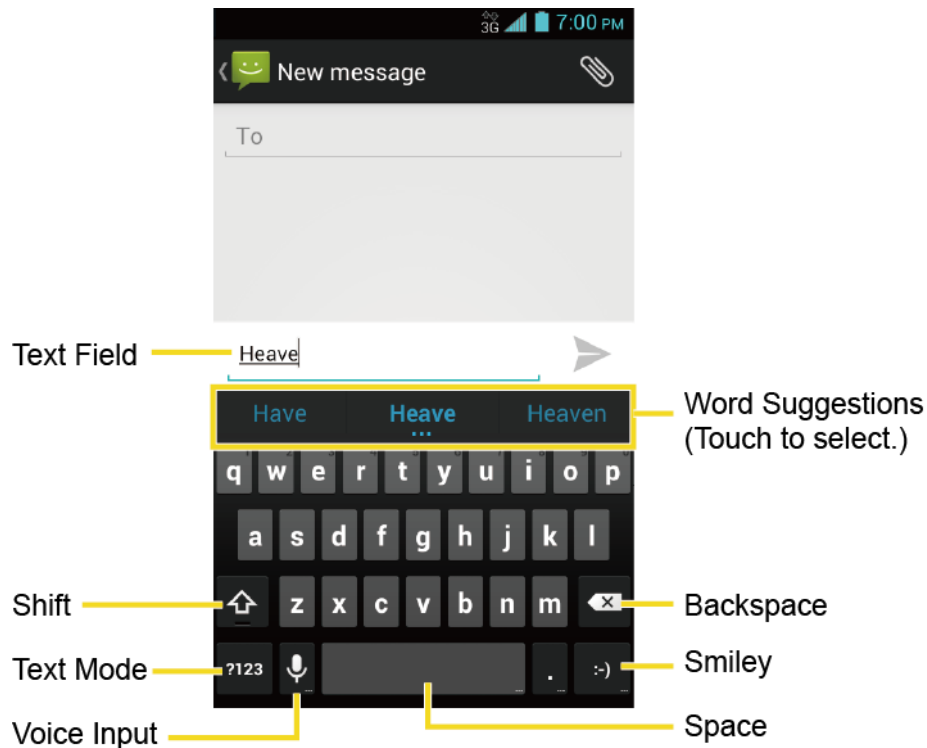 3G 7:00 PM
New message
To
Text Field
Heave
Have Heave Heaven
Word Suggestions
(Touch to select.)
q w e r t y u i o p
a s d f g h j k l
Shift
z x c v b n m
Backspace
Text Mode
?123
.
:-)
Smiley
Voice Input
Space